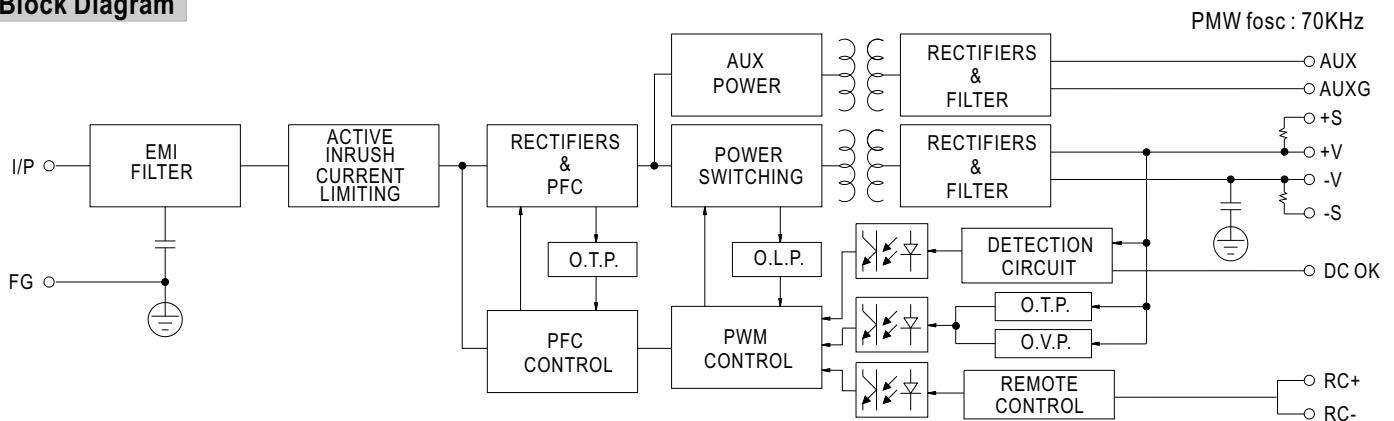 Block Diagram
PMW fosc : 70KHz
I/P
FG
EMI
FILTER
ACTIVE
INRUSH
CURRENT
LIMITING
RECTIFIERS
&
PFC
O.T.P.
PFC
CONTROL
AUX
POWER
POWER
SWITCHING
O.L.P.
PWM
CONTROL
RECTIFIERS
&
FILTER
RECTIFIERS
&
FILTER
DETECTION
CIRCUIT
O.T.P.
O.V.P.
REMOTE
CONTROL
AUX
AUXG
+S
+V
-V
-S
DC OK
RC+
RC-